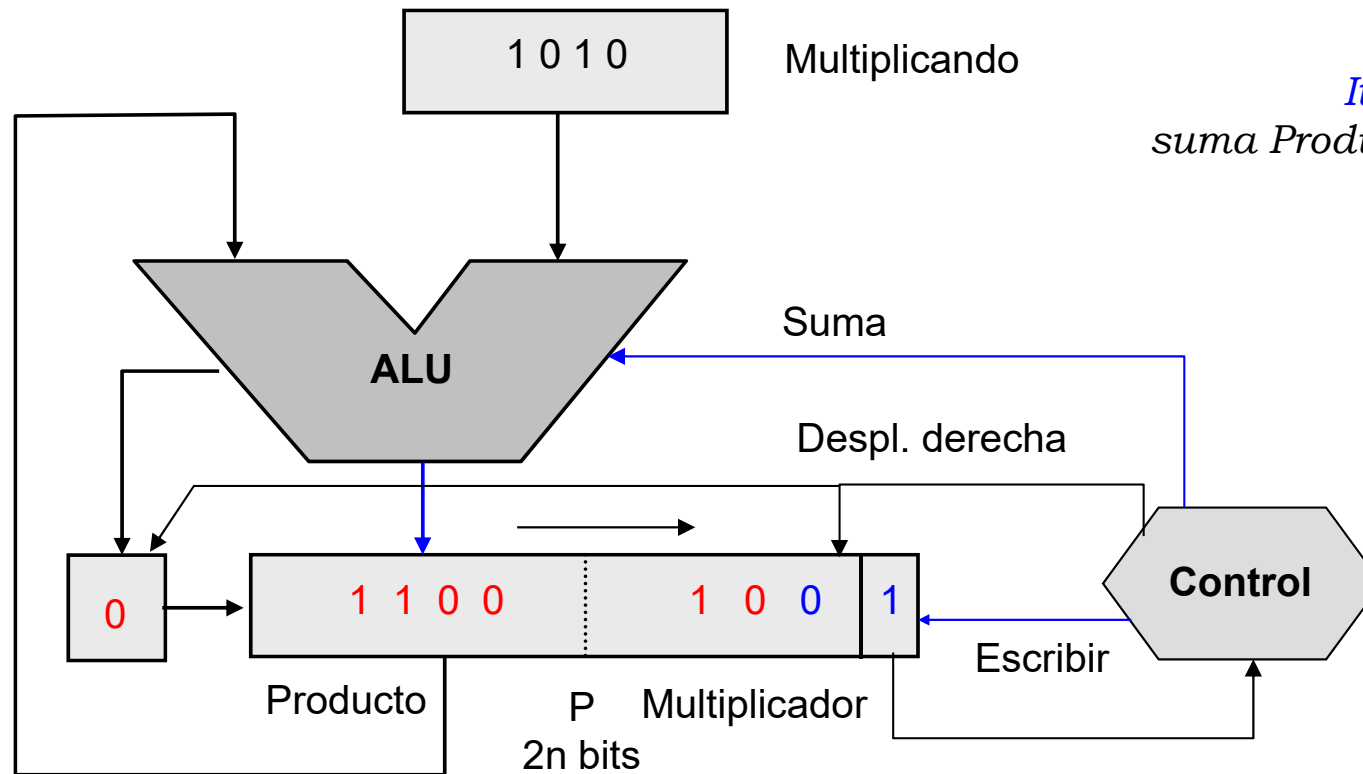 1 0 1 0
Multiplicando
suma
Suma
ALU
Despl. derecha
0
1 1 0 0
1 0 0 1
Control
Escribir
Producto
P
Multiplicador
2n bits